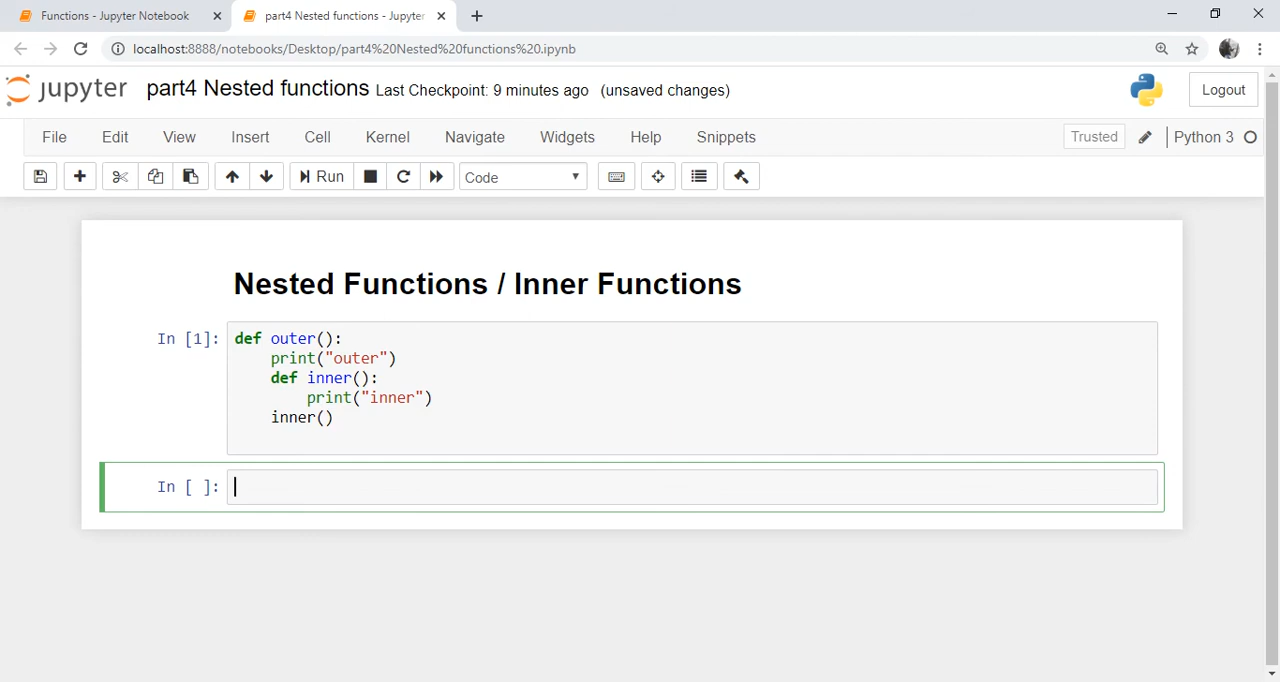 Functions - Jupyter Notebook
part4 Nested functions - Jupyter
localhost:8888/notebooks/Desktop/part4%20Nested%20functions%20.ipynb
jupyter part4 Nested functions Last Checkpoint: 9 minutes ago (unsaved changes) Logout
File Edit View Insert Cell Kernel Navigate Widgets Help Snippets Trusted Python 3
Run Code
Nested Functions / Inner Functions
In [1]: def outer():
    print("outer")
    def inner():
        print("inner")
    inner()
In [ ]: